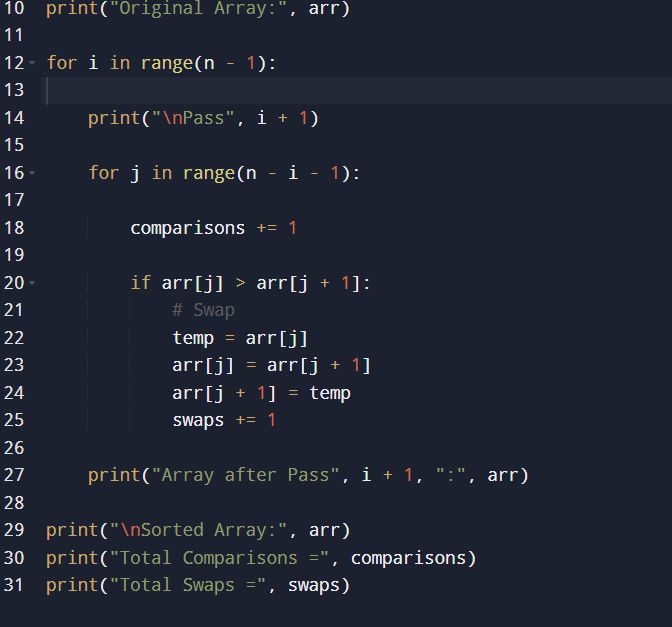 10 print("Original Array:", arr)
11
12 for i in range(n - 1):
13
14     print("\nPass", i + 1)
15
16     for j in range(n - i - 1):
17
18         comparisons += 1
19
20         if arr[j] > arr[j + 1]:
21             # Swap
22             temp = arr[j]
23             arr[j] = arr[j + 1]
24             arr[j + 1] = temp
25             swaps += 1
26
27     print("Array after Pass", i + 1, ":", arr)
28
29 print("\nSorted Array:", arr)
30 print("Total Comparisons =", comparisons)
31 print("Total Swaps =", swaps)